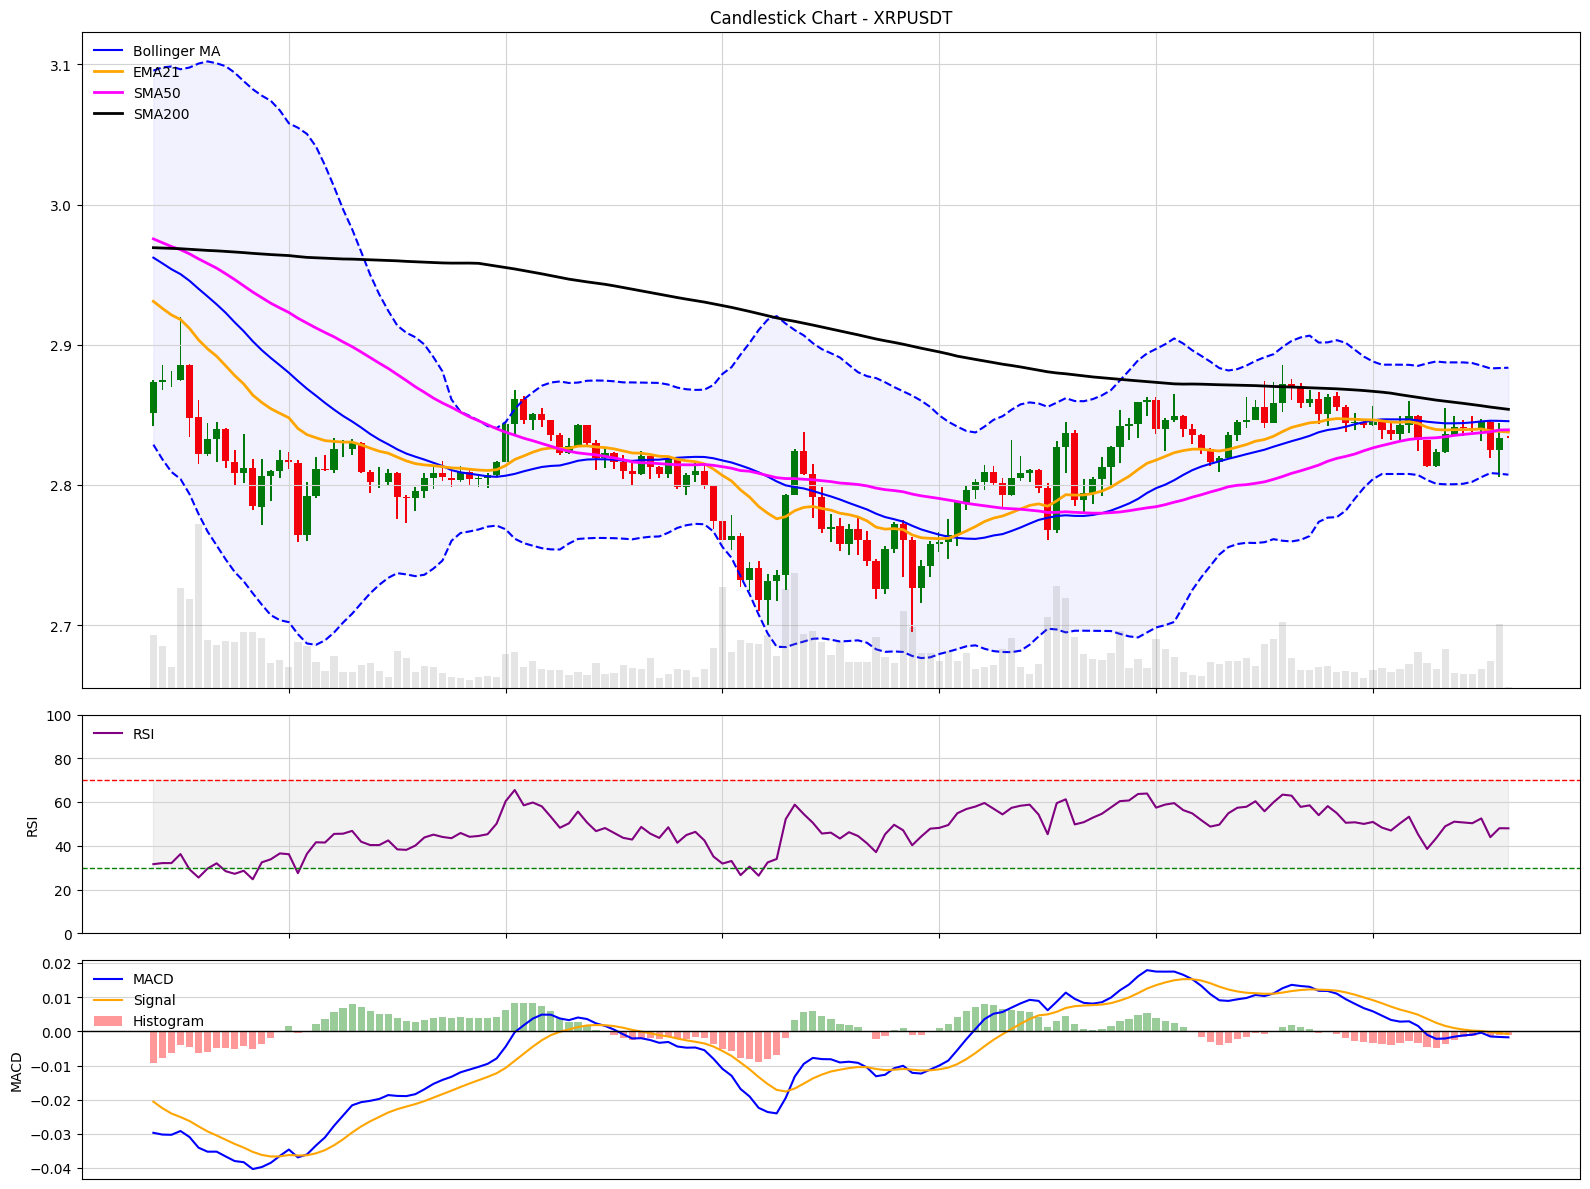 Candlestick Chart - XRPUSDT
Bollinger MA
EMA21
SMA50
SMA200
3.1
3.0
2.9
2.8
2.7
RSI
100
80
60
40
20
0
RSI
MACD
Signal
Histogram
0.02
0.01
0.00
−0.01
−0.02
−0.03
−0.04
MACD